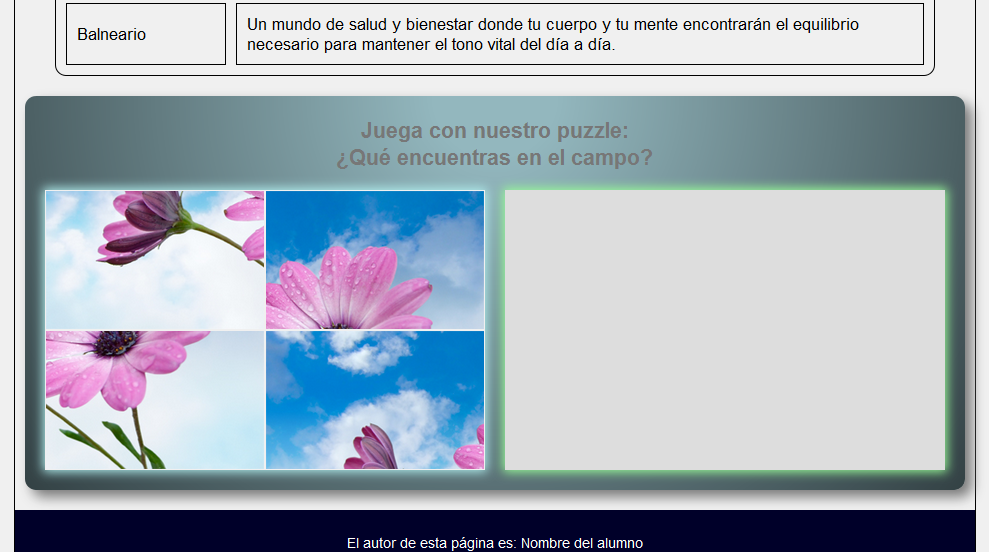 Balneario
Un mundo de salud y bienestar donde tu cuerpo y tu mente encontrarán el equilibrio
necesario para mantener el tono vital del día a día.
Juega con nuestro puzzle:
¿Qué encuentras en el campo?
El autor de esta página es: Nombre del alumno